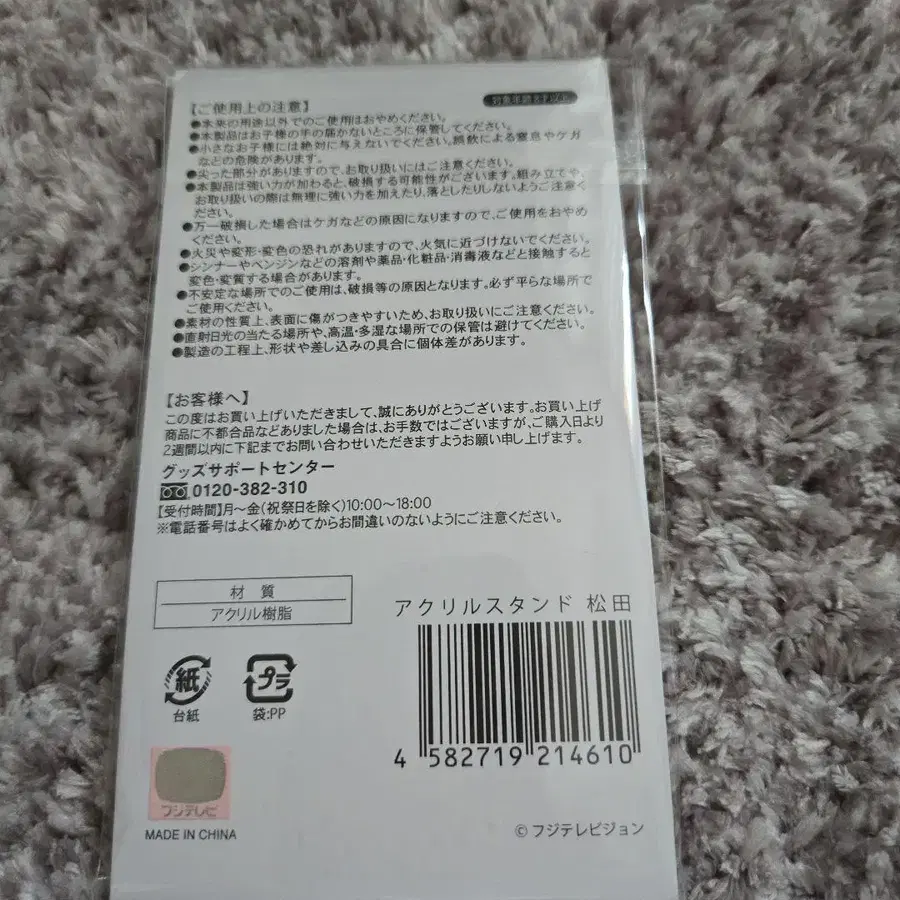 【ご使用上の注意】
●本来の用途以外でのご使用はおやめください。
●本製品はお子様の手の届かないところに保管してください。
●小さなお子様には絶対に与えないでください。誤飲による窒息やケガ
などの危険があります。
●尖った部分がありますので、お取り扱いにはご注意ください。
●本製品は強い力が加わると、破損する可能性がございます。組み立てや、
お取り扱いの際は無理に強い力を加えたり、落としたりしないようご注意く
ださい。
●万一破損した場合はケガなどの原因になりますので、ご使用をおやめ
ください。
●火災や変形・変色の恐れがありますので、火気に近づけないでください。
●シンナーやベンジンなどの溶剤や薬品・化粧品・消毒液などと接触すると
変色・変質する場合があります。
●不安定な場所でのご使用は、破損等の原因となります。必ず平らな場所で
ご使用ください。
●素材の性質上、表面に傷がつきやすいため、お取り扱いにご注意ください。
●直射日光の当たる場所や、高温・多湿な場所での保管は避けてください。
●製造の工程上、形状や差し込みの具合に個体差があります。
【お客様へ】
この度はお買い上げいただきまして、誠にありがとうございます。お買い上げ
商品に不都合品などありました場合は、お手数ではございますが、ご購入日より
2週間以内に下記までお問い合わせいただきますようお願い申し上げます。
グッズサポートセンター
0120-382-310
【受付時間】月～金(祝祭日を除く)10:00～18:00
※電話番号はよく確かめてからお間違いのないようにご注意ください。
材 質
アクリル樹脂
アクリルスタンド 松田
紙
台紙
プラ
袋:PP
4 582719 214610
フジテレビ
MADE IN CHINA
© フジテレビジョン